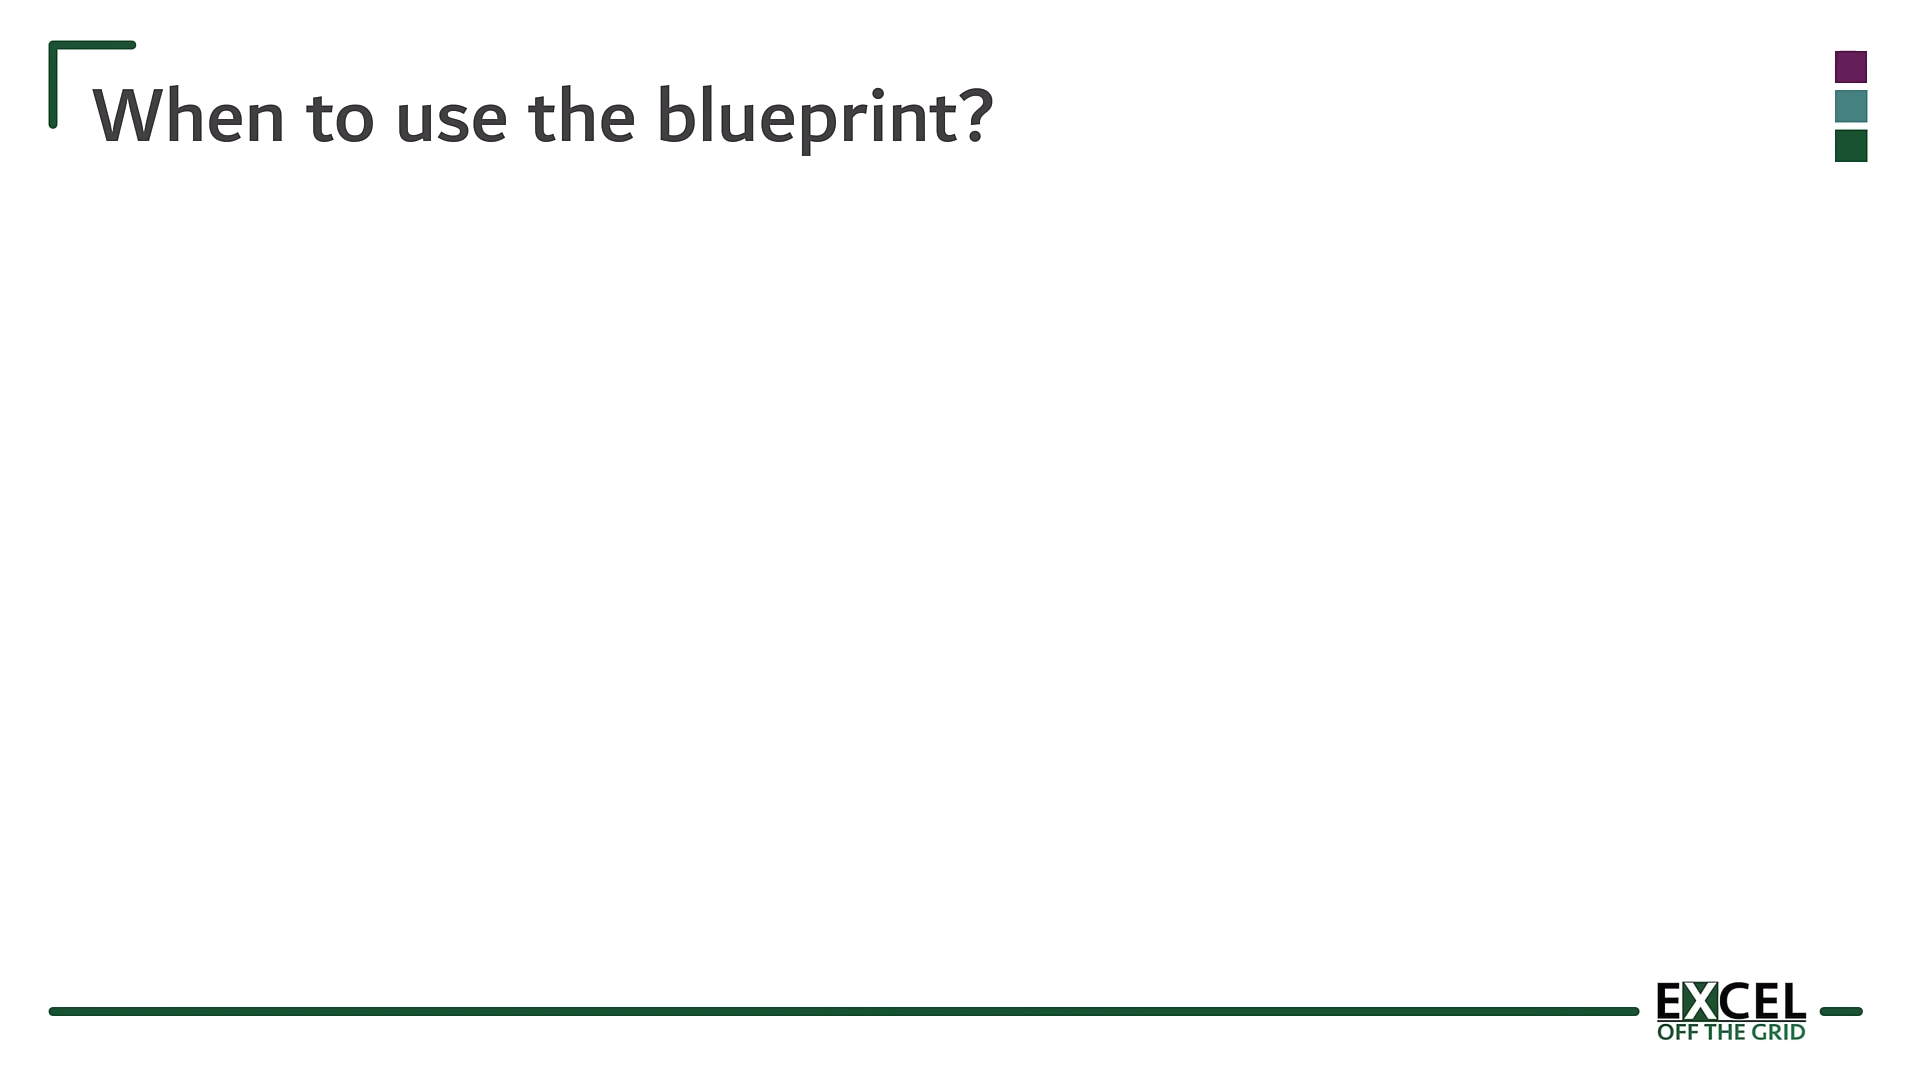 When to use the blueprint?
EXCEL
OFF THE GRID